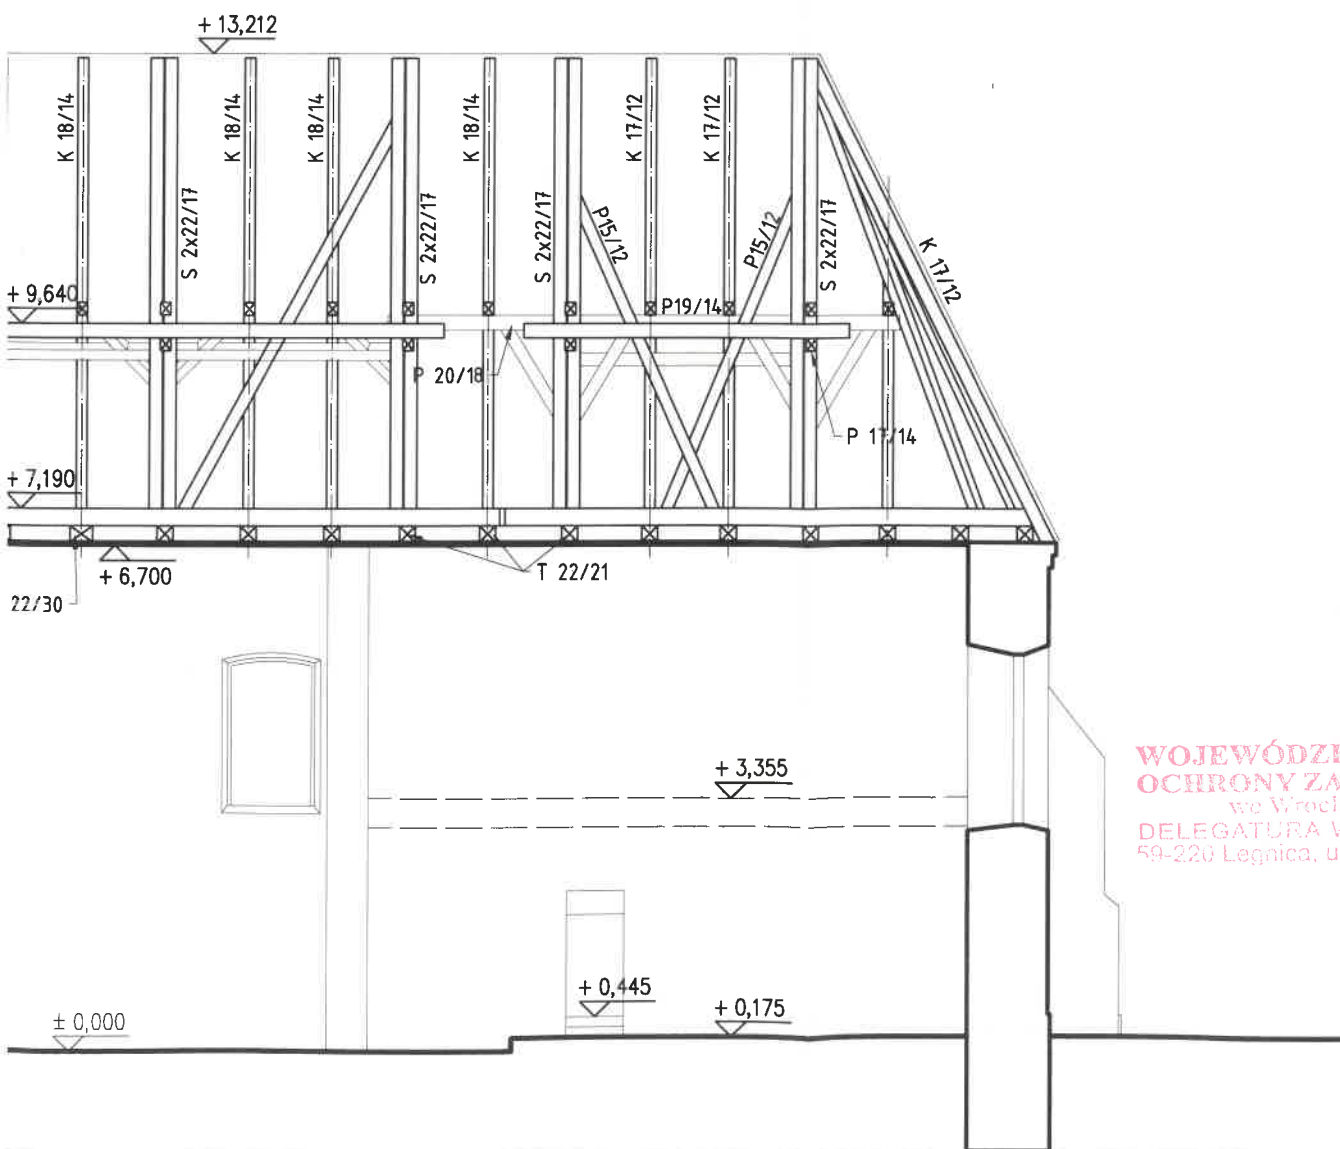 + 13,212
K 18/14
K 18/14
K 18/14
K 18/14
K 17/12
K 17/12
S 2x22/17
S 2x22/17
S 2x22/17
P15/12
P15/12
S 2x22/17
K 17/12
+ 9,640
P19/14
P 20/18
P 17/14
+ 7,190
+ 6,700
T 22/21
22/30
+ 3,355
WOJEWÓDZ
OCHRONY ZA
we Wrocł
DELEGATURA
59-220 Legnica, u
+ 0,445
+ 0,175
± 0,000